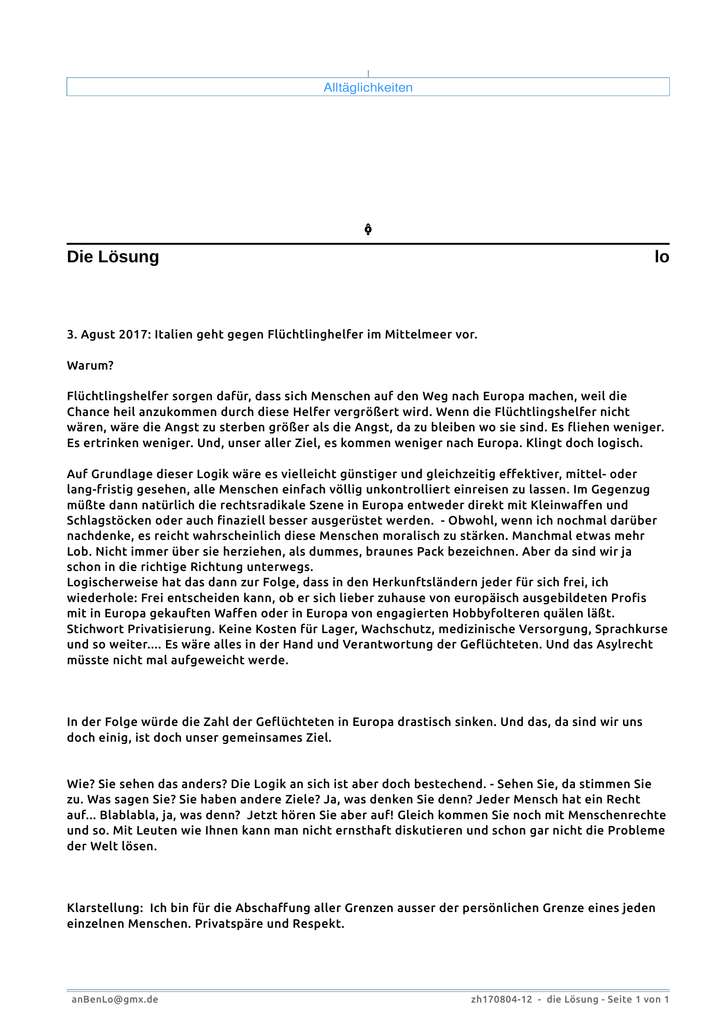 Alltäglichkeiten
Die Lösung lo
3. Agust 2017: Italien geht gegen Flüchtlinghelfer im Mittelmeer vor.
Warum?
Flüchtlingshelfer sorgen dafür, dass sich Menschen auf den Weg nach Europa machen, weil die
Chance heil anzukommen durch diese Helfer vergrößert wird. Wenn die Flüchtlingshelfer nicht
wären, wäre die Angst zu sterben größer als die Angst, da zu bleiben wo sie sind. Es fliehen weniger.
Es ertrinken weniger. Und, unser aller Ziel, es kommen weniger nach Europa. Klingt doch logisch.
Auf Grundlage dieser Logik wäre es vielleicht günstiger und gleichzeitig effektiver, mittel- oder
lang-fristig gesehen, alle Menschen einfach völlig unkontrolliert einreisen zu lassen. Im Gegenzug
müßte dann natürlich die rechtsradikale Szene in Europa entweder direkt mit Kleinwaffen und
Schlagstöcken oder auch finaziell besser ausgerüstet werden.  - Obwohl, wenn ich nochmal darüber
nachdenke, es reicht wahrscheinlich diese Menschen moralisch zu stärken. Manchmal etwas mehr
Lob. Nicht immer über sie herziehen, als dummes, braunes Pack bezeichnen. Aber da sind wir ja
schon in die richtige Richtung unterwegs.
Logischerweise hat das dann zur Folge, dass in den Herkunftsländern jeder für sich frei, ich
wiederhole: Frei entscheiden kann, ob er sich lieber zuhause von europäisch ausgebildeten Profis
mit in Europa gekauften Waffen oder in Europa von engagierten Hobbyfolteren quälen läßt.
Stichwort Privatisierung. Keine Kosten für Lager, Wachschutz, medizinische Versorgung, Sprachkurse
und so weiter.... Es wäre alles in der Hand und Verantwortung der Geflüchteten. Und das Asylrecht
müsste nicht mal aufgeweicht werde.
In der Folge würde die Zahl der Geflüchteten in Europa drastisch sinken. Und das, da sind wir uns
doch einig, ist doch unser gemeinsames Ziel.
Wie? Sie sehen das anders? Die Logik an sich ist aber doch bestechend. - Sehen Sie, da stimmen Sie
zu. Was sagen Sie? Sie haben andere Ziele? Ja, was denken Sie denn? Jeder Mensch hat ein Recht
auf... Blablabla, ja, was denn?  Jetzt hören Sie aber auf! Gleich kommen Sie noch mit Menschenrechte
und so. Mit Leuten wie Ihnen kann man nicht ernsthaft diskutieren und schon gar nicht die Probleme
der Welt lösen.
Klarstellung:  Ich bin für die Abschaffung aller Grenzen ausser der persönlichen Grenze eines jeden
einzelnen Menschen. Privatspäre und Respekt.
anBenLo@gmx.de zh170804-12  -  die Lösung - Seite 1 von 1